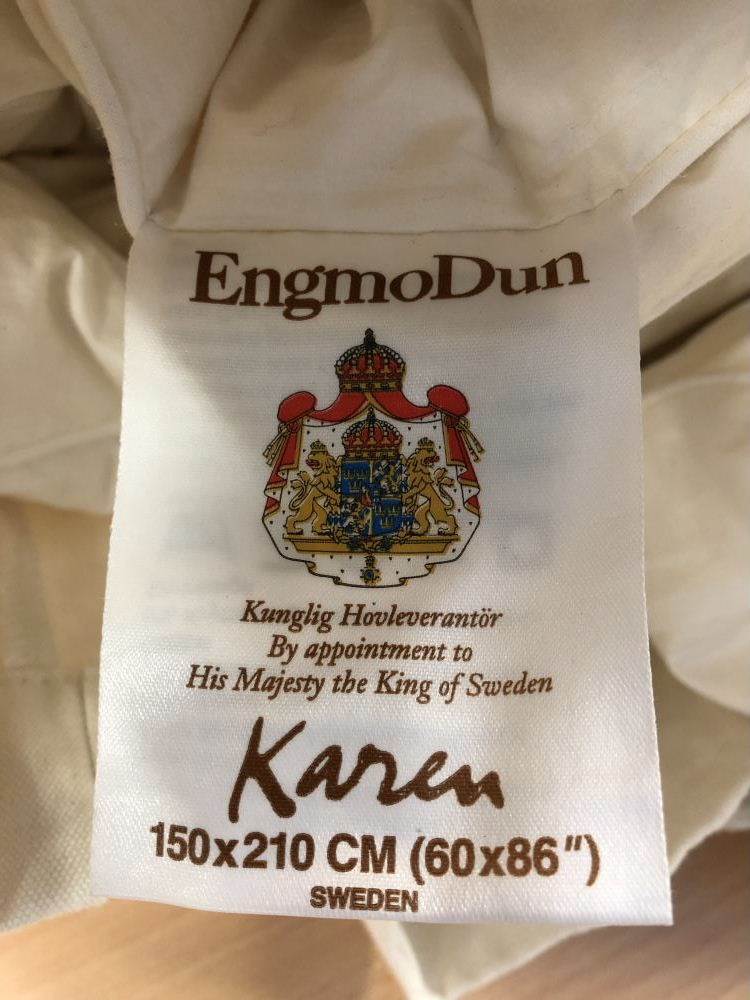 EngmoDun
Kunglig Hovleverantör
By appointment to
His Majesty the King of Sweden
Karen
150x210 CM (60x86")
SWEDEN